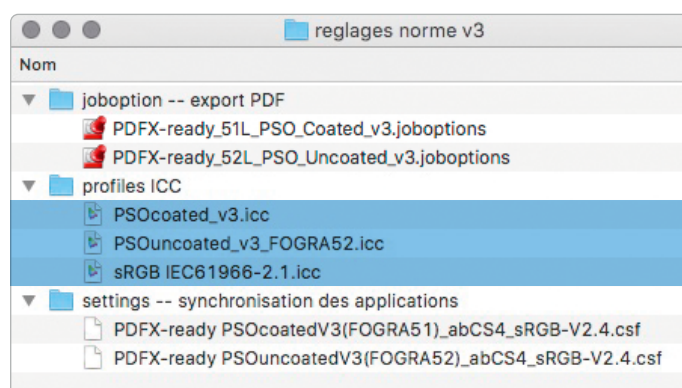 reglages norme v3
Nom
joboption -- export PDF
PDFX-ready_51L_PSO_Coated_v3.joboptions
PDFX-ready_52L_PSO_Uncoated_v3.joboptions
profiles ICC
PSOcoated_v3.icc
PSOuncoated_v3_FOGRA52.icc
sRGB IEC61966-2.1.icc
settings -- synchronisation des applications
PDFX-ready PSOcoatedV3(FOGRA51)_abCS4_sRGB-V2.4.csf
PDFX-ready PSOuncoatedV3(FOGRA52)_abCS4_sRGB-V2.4.csf